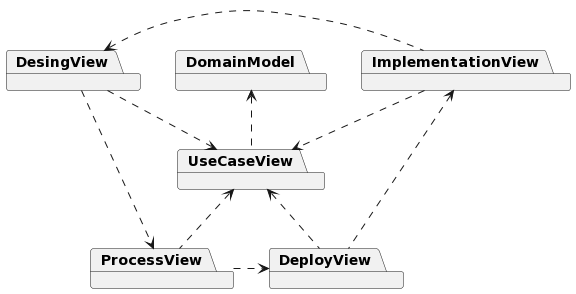 DesingView
DomainModel
ImplementationView
UseCaseView
ProcessView
DeployView